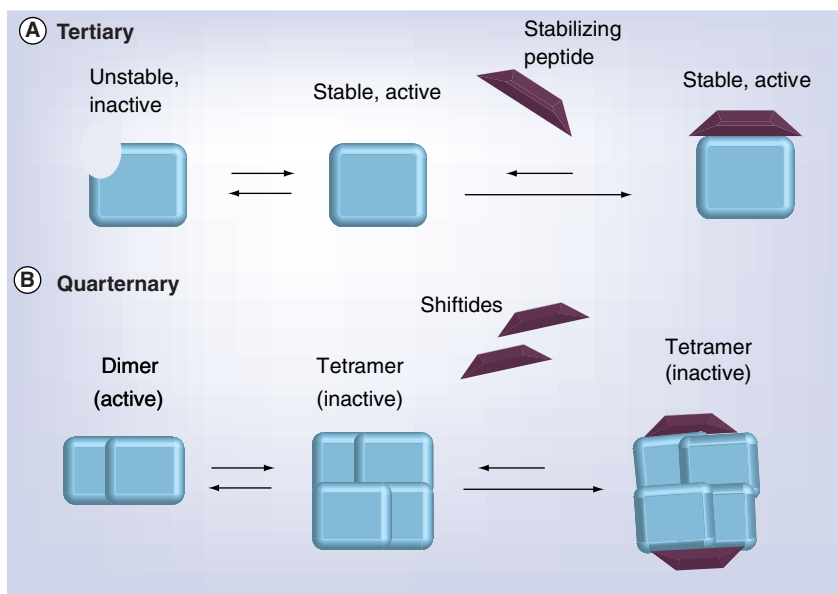 A Tertiary
Unstable,
inactive
Stable, active
Stabilizing
peptide
Stable, active
B Quarternary
Shiftides
Dimer
(active)
Tetramer
(inactive)
Tetramer
(inactive)